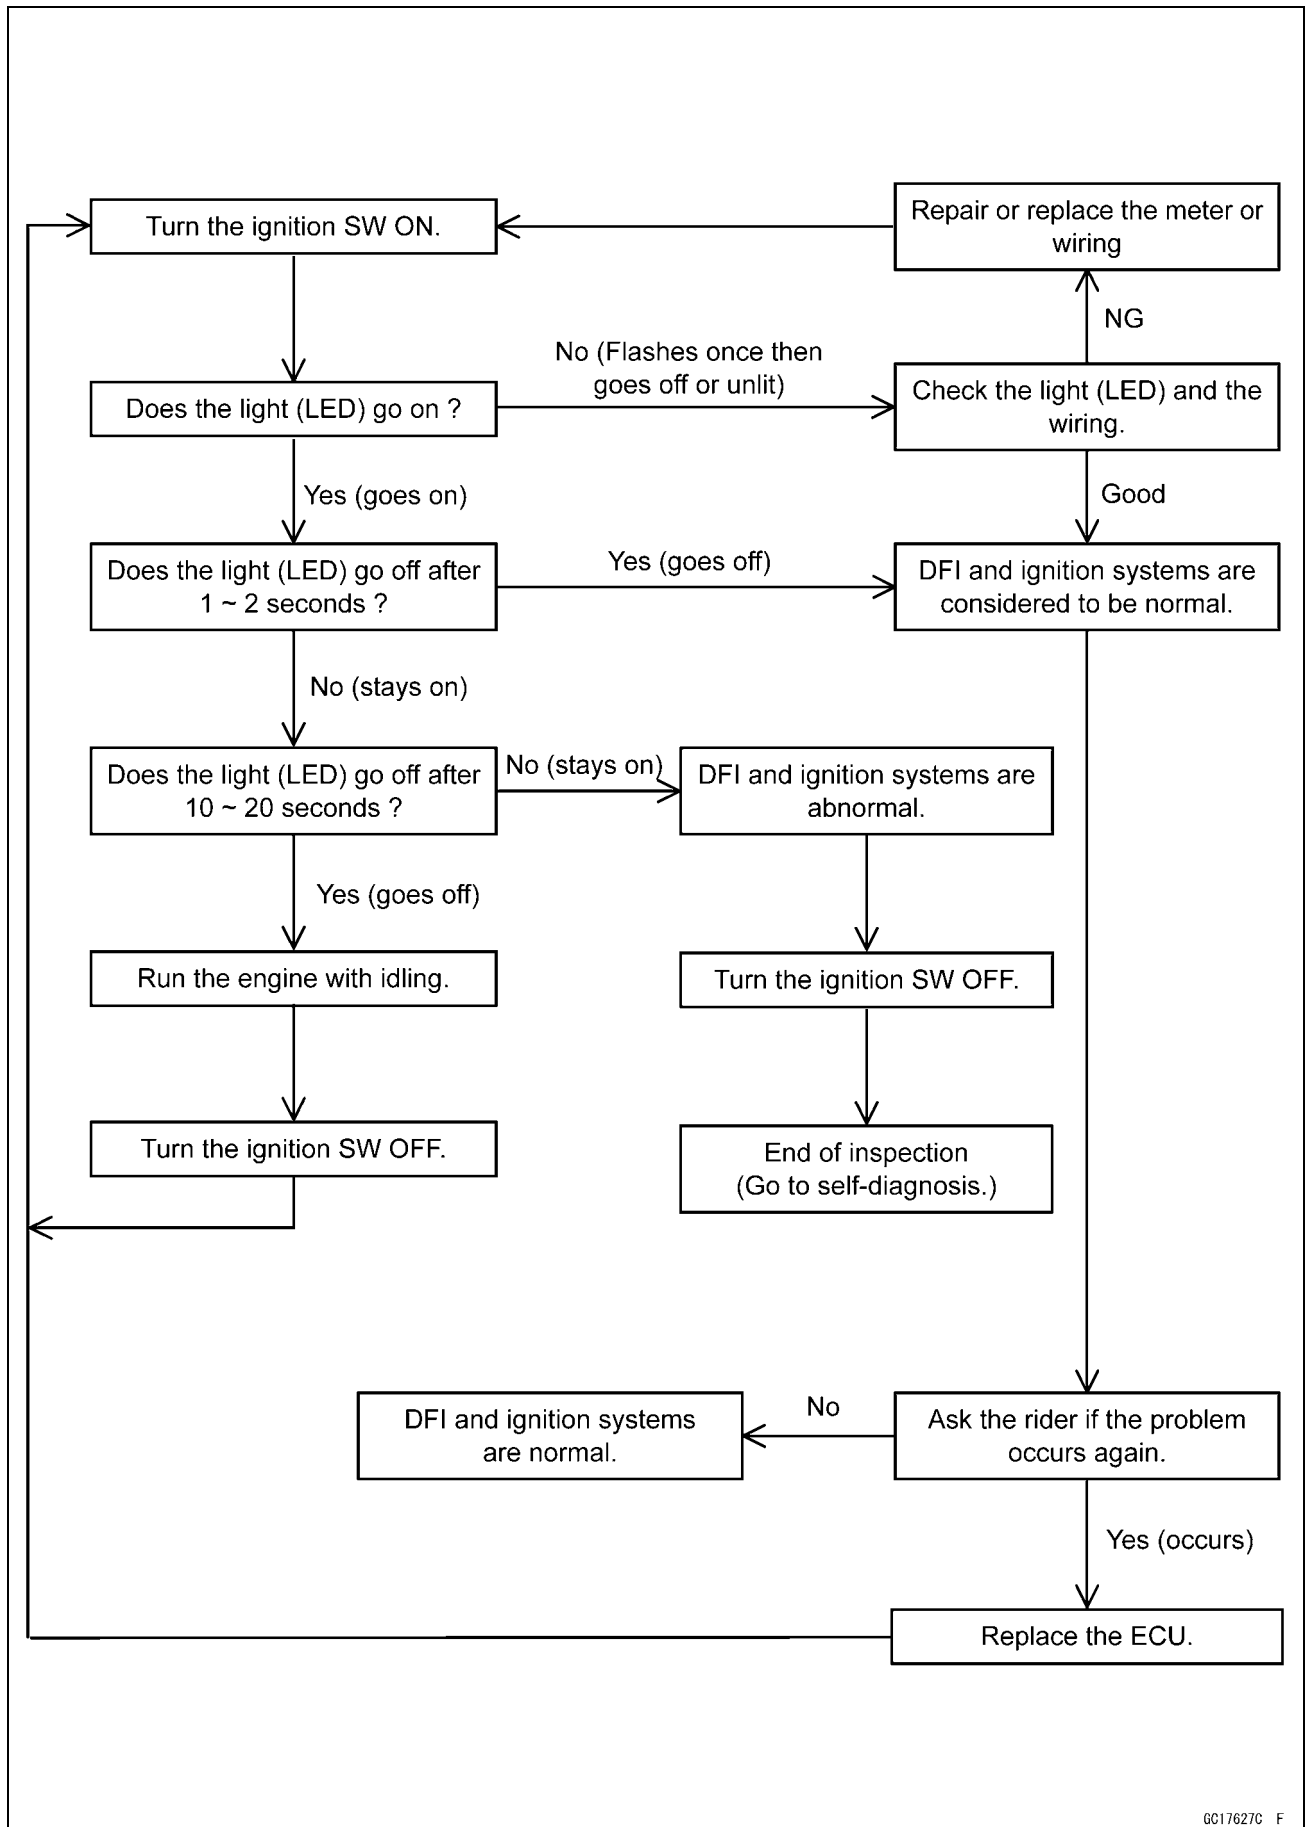 Turn the ignition SW ON.
Repair or replace the meter or
wiring
NG
No (Flashes once then
goes off or unlit)
Does the light (LED) go on ?
Check the light (LED) and the
wiring.
Yes (goes on)
Good
Does the light (LED) go off after
1 ~ 2 seconds ?
Yes (goes off)
DFI and ignition systems are
considered to be normal.
No (stays on)
Does the light (LED) go off after
10 ~ 20 seconds ?
No (stays on)
DFI and ignition systems are
abnormal.
Yes (goes off)
Run the engine with idling.
Turn the ignition SW OFF.
Turn the ignition SW OFF.
End of inspection
(Go to self-diagnosis.)
DFI and ignition systems
are normal.
No
Ask the rider if the problem
occurs again.
Yes (occurs)
Replace the ECU.
GC17627C F